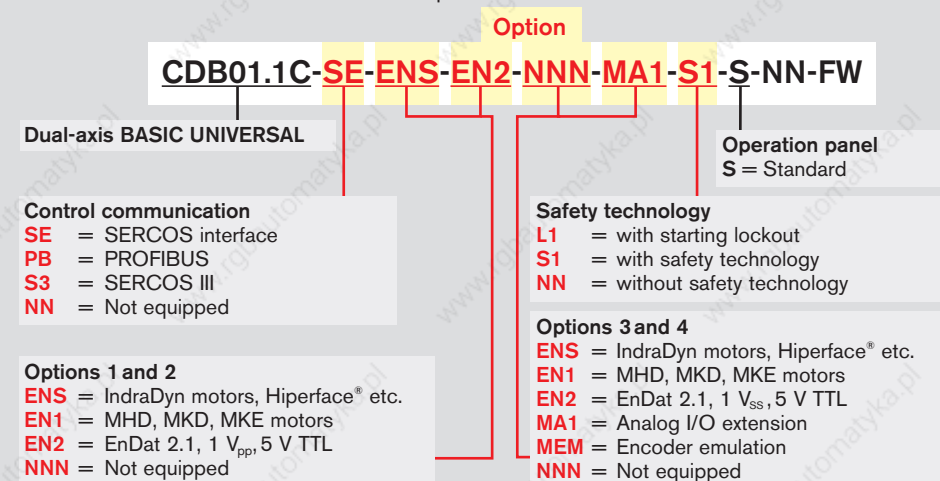 Option
CDB01.1C-SE-ENS-EN2-NNN-MA1-S1-S-NN-FW
Dual-axis BASIC UNIVERSAL
Operation panel
S = Standard
Control communication
SE = SERCOS interface
PB = PROFIBUS
S3 = SERCOS III
NN = Not equipped
Safety technology
L1 = with starting lockout
S1 = with safety technology
NN = without safety technology
Options 1 and 2
ENS = IndraDyn motors, Hiperface® etc.
EN1 = MHD, MKD, MKE motors
EN2 = EnDat 2.1, 1 Vpp, 5 V TTL
NNN = Not equipped
Options 3 and 4
ENS = IndraDyn motors, Hiperface® etc.
EN1 = MHD, MKD, MKE motors
EN2 = EnDat 2.1, 1 Vss, 5 V TTL
MA1 = Analog I/O extension
MEM = Encoder emulation
NNN = Not equipped
www.rgbautomatyka.pl